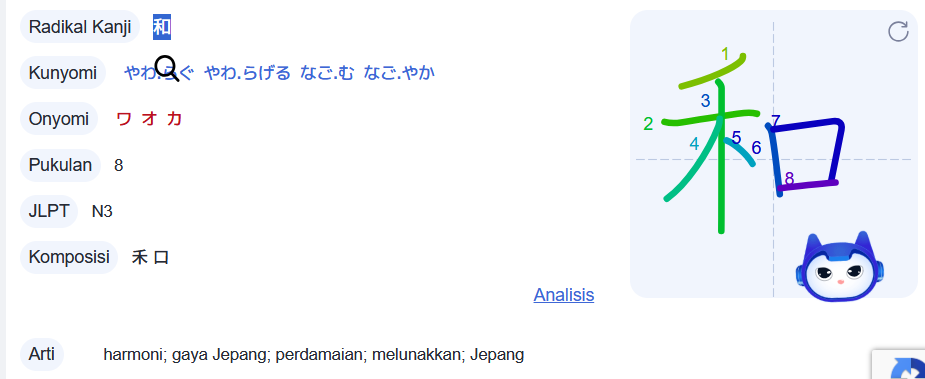 Radikal Kanji 和
Kunyomi やわ.らぐ やわ.らげる なご.む なご.やか
Onyomi ワ オ カ
Pukulan 8
JLPT N3
Komposisi 禾 口
Analisis
Arti harmoni; gaya Jepang; perdamaian; melunakkan; Jepang
1
2
3
4
5
6
7
8